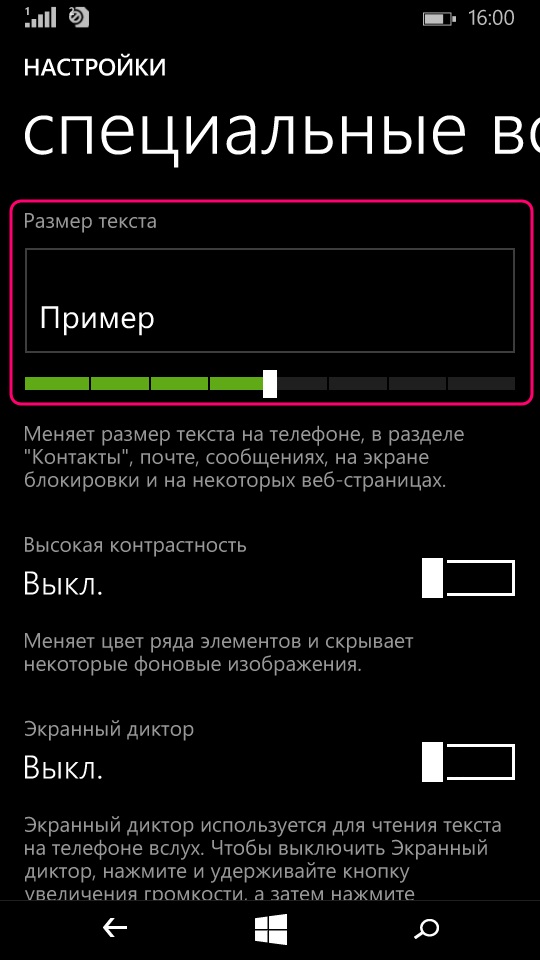 1
16:00
НАСТРОЙКИ
специальные
Размер текста
Пример
Меняет размер текста на телефоне, в разделе
"Контакты", почте, сообщениях, на экране
блокировки и на некоторых веб-страницах.
Высокая контрастность
Выкл.
Меняет цвет ряда элементов и скрывает
некоторые фоновые изображения.
Экранный диктор
Выкл.
Экранный диктор используется для чтения текста
на телефоне вслух. Чтобы выключить Экранный
диктор, нажмите и удерживайте кнопку
увеличения громкости, а затем нажмите